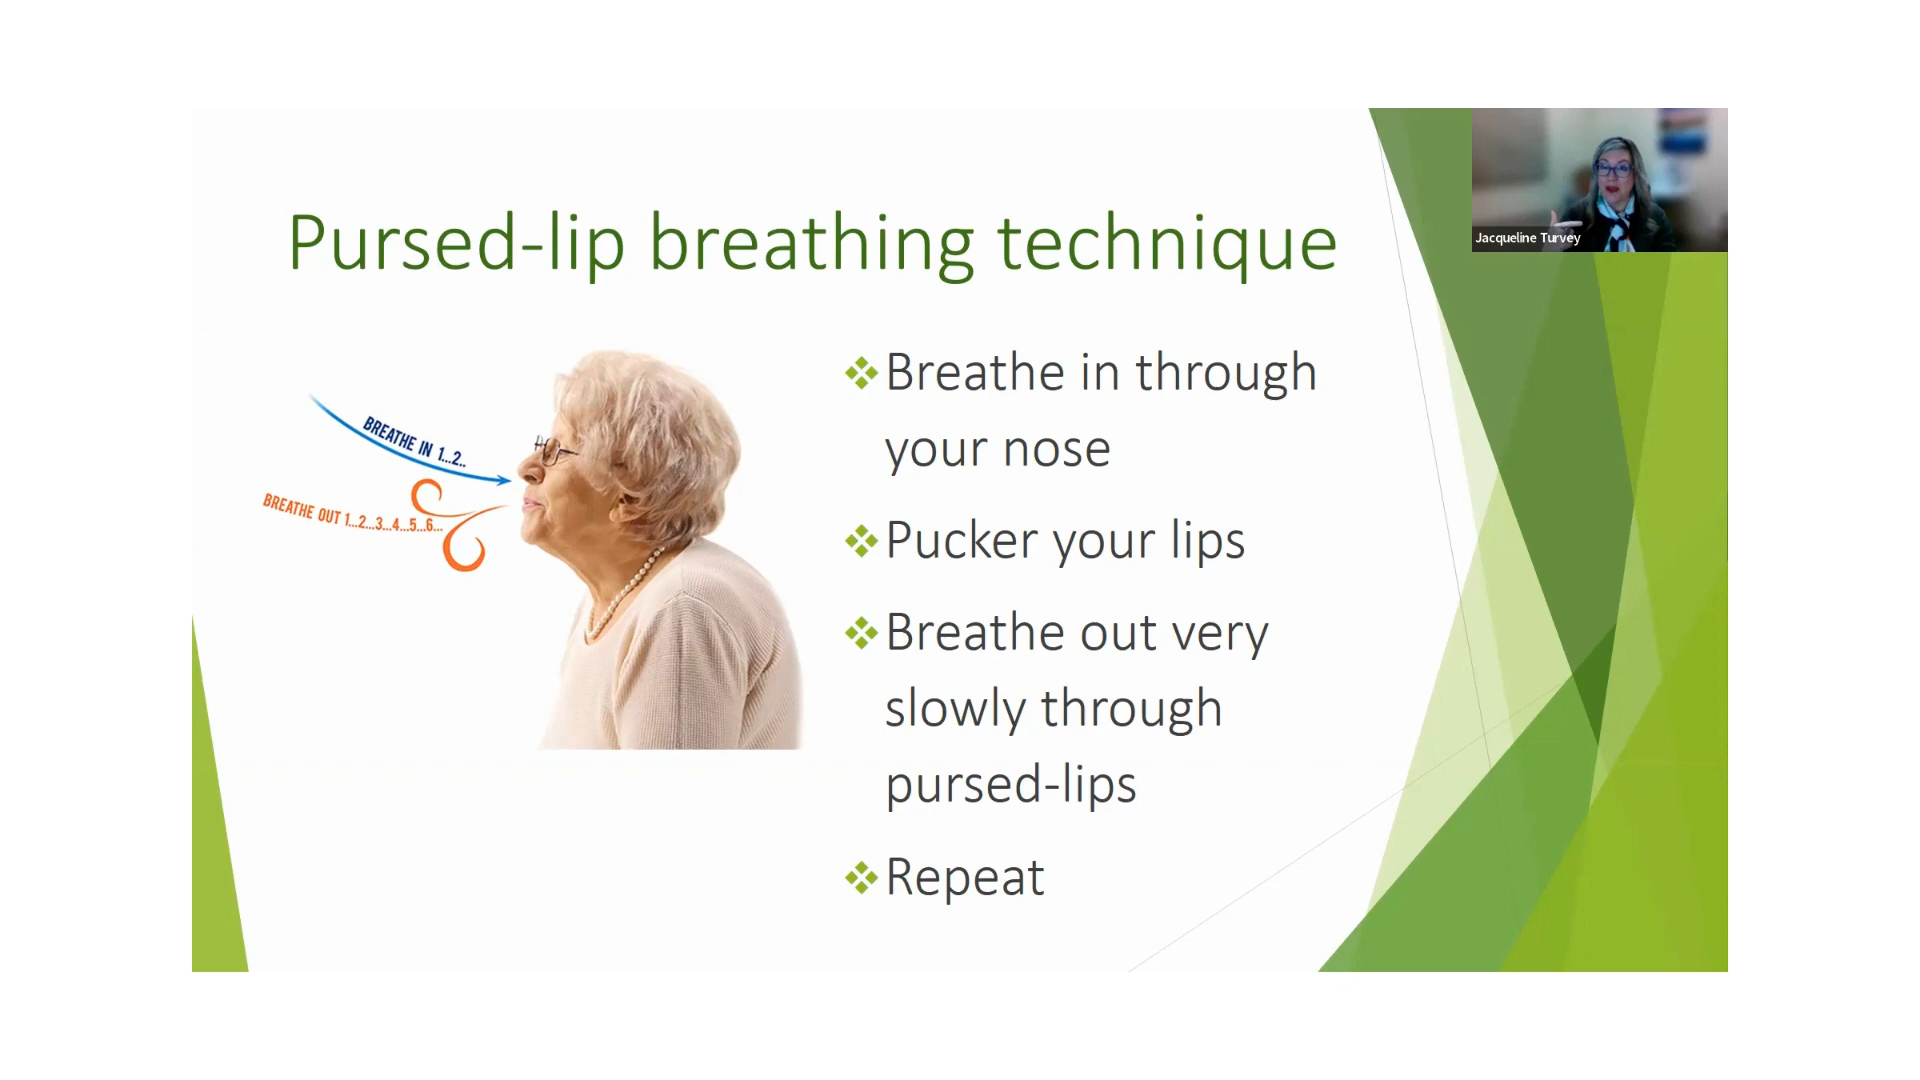 Jacqueline Turvey
Pursed-lip breathing technique
BREATHE IN 1...2..
BREATHE OUT 1...2...3...4...5...6...
Breathe in through
your nose
Pucker your lips
Breathe out very
slowly through
pursed-lips
Repeat